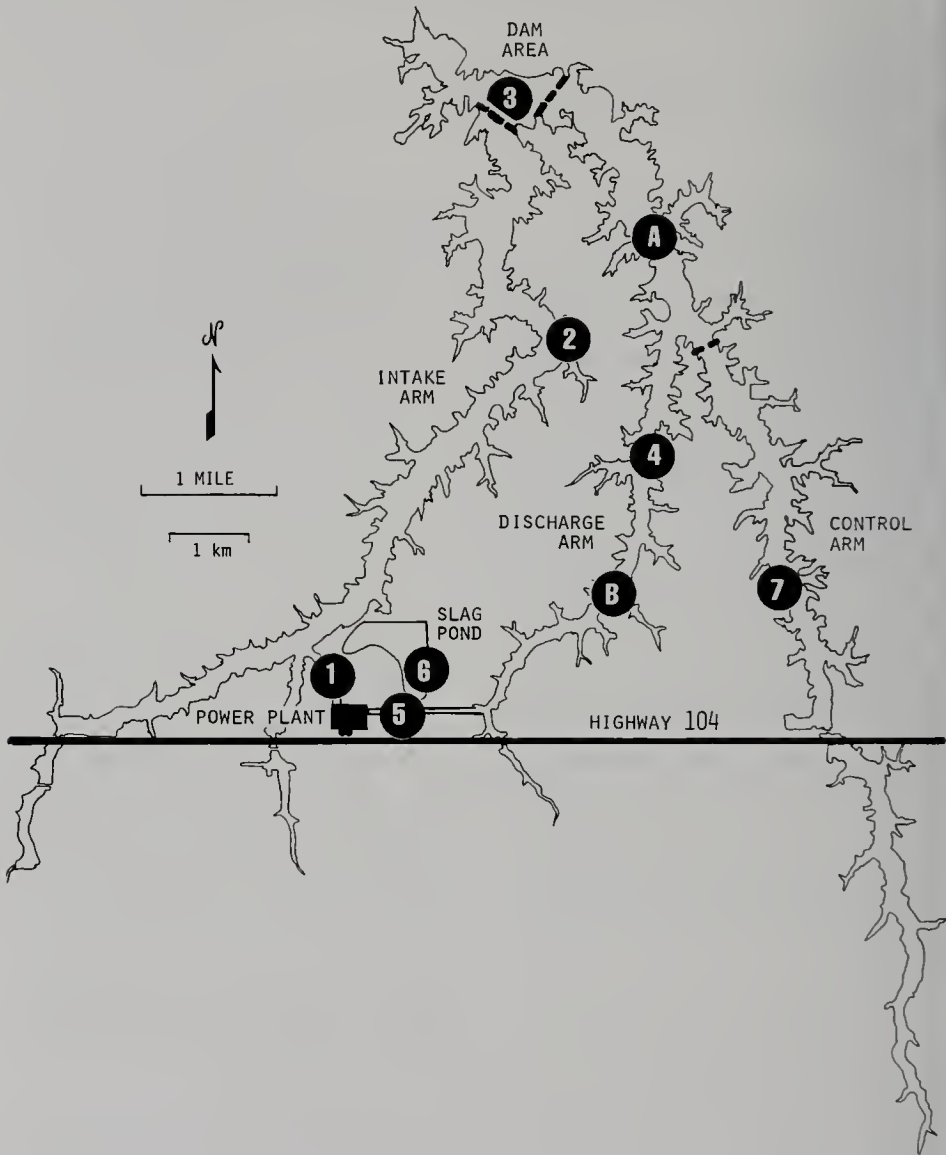 DAM
AREA
3
A
N
2
INTAKE
ARM
1 MILE
4
1 km
DISCHARGE
ARM
CONTROL
ARM
B
7
SLAG
POND
1
6
POWER PLANT
5
HIGHWAY 104